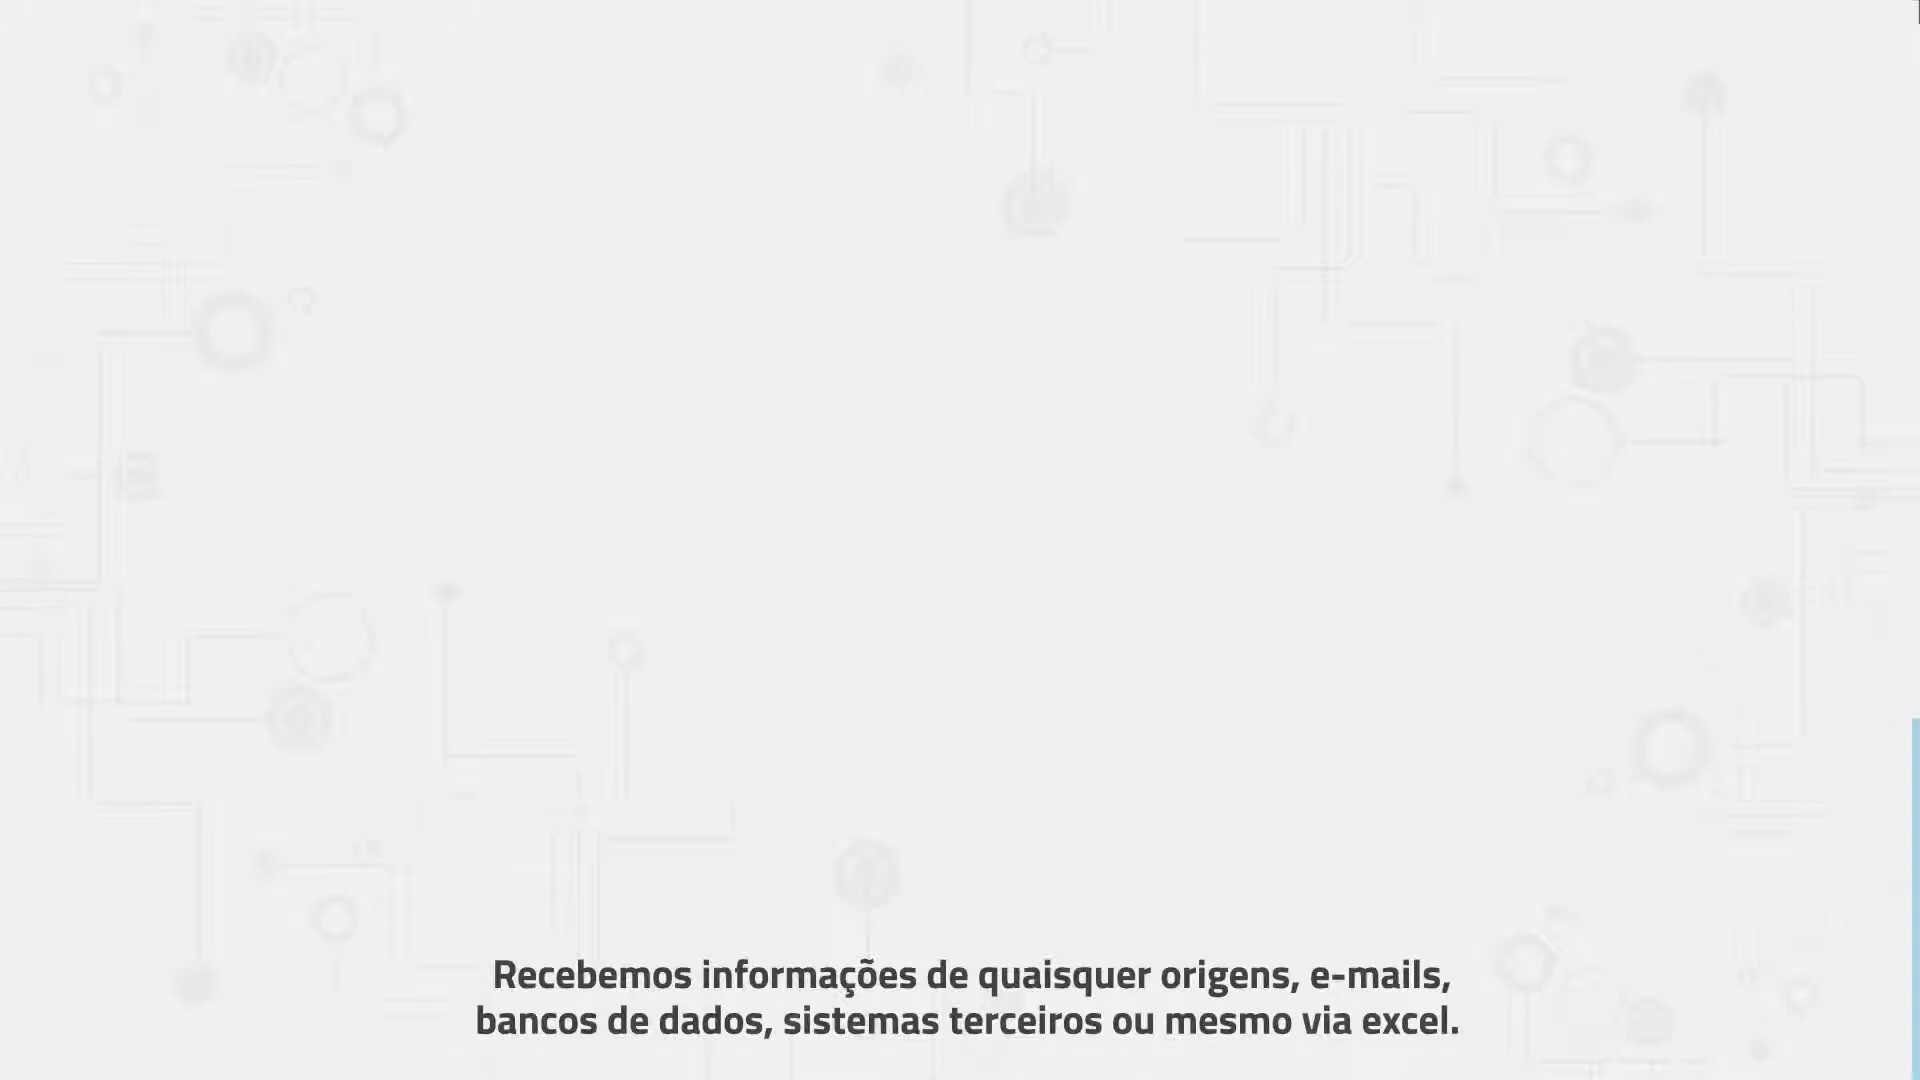 Recebemos informações de quaisquer origens, e-mails,
bancos de dados, sistemas terceiros ou mesmo via excel.